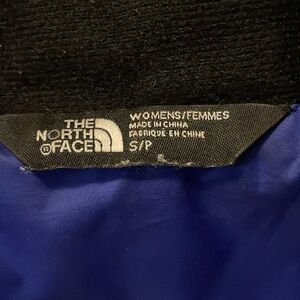 THE
NORTH
®FACE
WOMENS/FEMMES
MADE IN CHINA
FABRIQUÉ EN CHINE
S/P